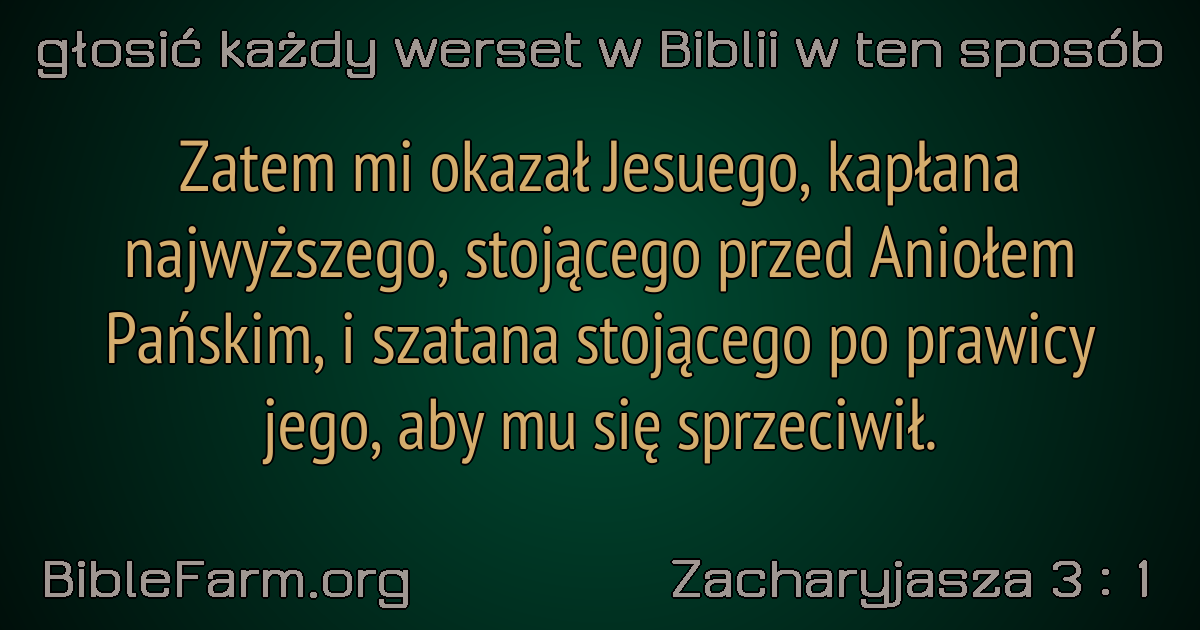 głosić każdy werset w Biblii w ten sposób
Zatem mi okazał Jesuego, kapłana
najwyższego, stojącego przed Aniołem
Pańskim, i szatana stojącego po prawicy
jego, aby mu się sprzeciwił.
BibleFarm.org
Zacharyjasza 3 : 1